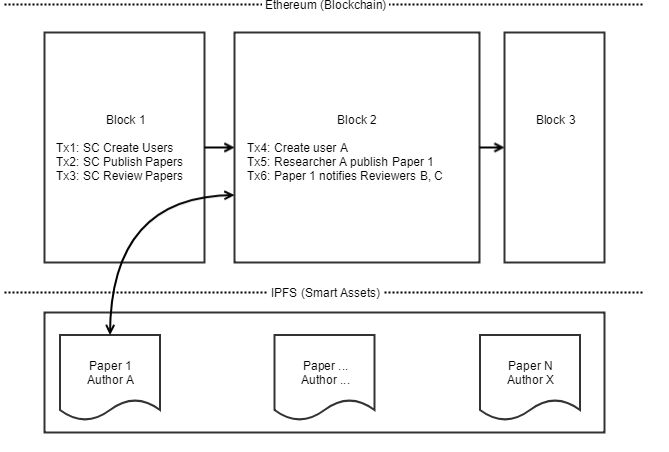 Ethereum (Blockchain)
Block 1
Tx1: SC Create Users
Tx2: SC Publish Papers
Tx3: SC Review Papers
Block 2
Tx4: Create user A
Tx5: Researcher A publish Paper 1
Tx6: Paper 1 notifies Reviewers B, C
Block 3
IPFS (Smart Assets)
Paper 1
Author A
Paper ...
Author ...
Paper N
Author X